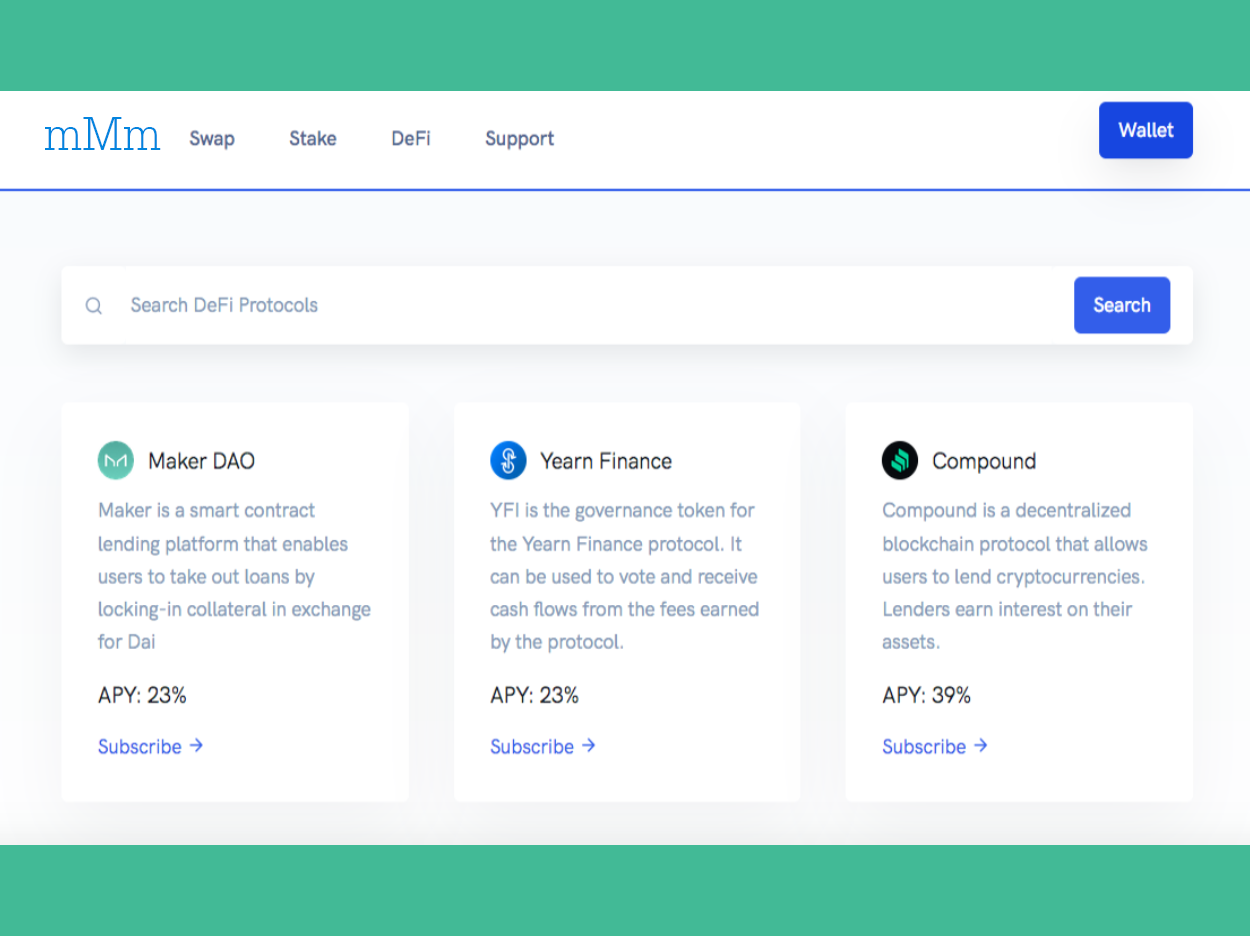 mMm
Swap
Stake
DeFi
Support
Wallet
Search DeFi Protocols
Search
Maker DAO
Maker is a smart contract
lending platform that enables
users to take out loans by
locking-in collateral in exchange
for Dai
APY: 23%
Subscribe →
Yearn Finance
YFI is the governance token for
the Yearn Finance protocol. It
can be used to vote and receive
cash flows from the fees earned
by the protocol.
APY: 23%
Subscribe →
Compound
Compound is a decentralized
blockchain protocol that allows
users to lend cryptocurrencies.
Lenders earn interest on their
assets.
APY: 39%
Subscribe →